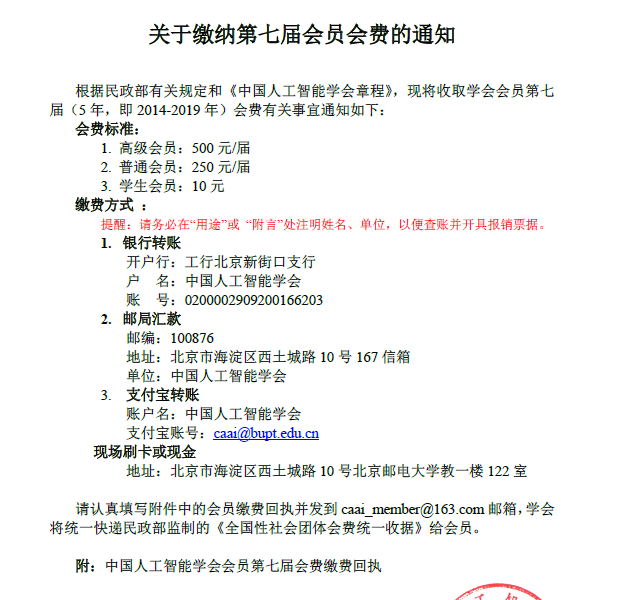 关于缴纳第七届会员会费的通知
根据民政部有关规定和《中国人工智能学会章程》，现将收取学会会员第七
届（5 年，即 2014-2019 年）会费有关事宜通知如下：
会费标准：
1. 高级会员：500 元/届
2. 普通会员：250 元/届
3. 学生会员：10 元
缴费方式 ：
提醒：请务必在“用途”或 “附言”处注明姓名、单位，以便查账并开具报销票据。
1. 银行转账
开户行：工行北京新街口支行
户 名：中国人工智能学会
账 号：0200002909200166203
2. 邮局汇款
邮编：100876
地址：北京市海淀区西土城路 10 号 167 信箱
单位：中国人工智能学会
3. 支付宝转账
账户名：中国人工智能学会
支付宝账号：caai@bupt.edu.cn
现场刷卡或现金
地址：北京市海淀区西土城路 10 号北京邮电大学教一楼 122 室
请认真填写附件中的会员缴费回执并发到 caai_member@163.com 邮箱，学会
将统一快递民政部监制的《全国性社会团体会费统一收据》给会员。
附：中国人工智能学会会员第七届会费缴费回执